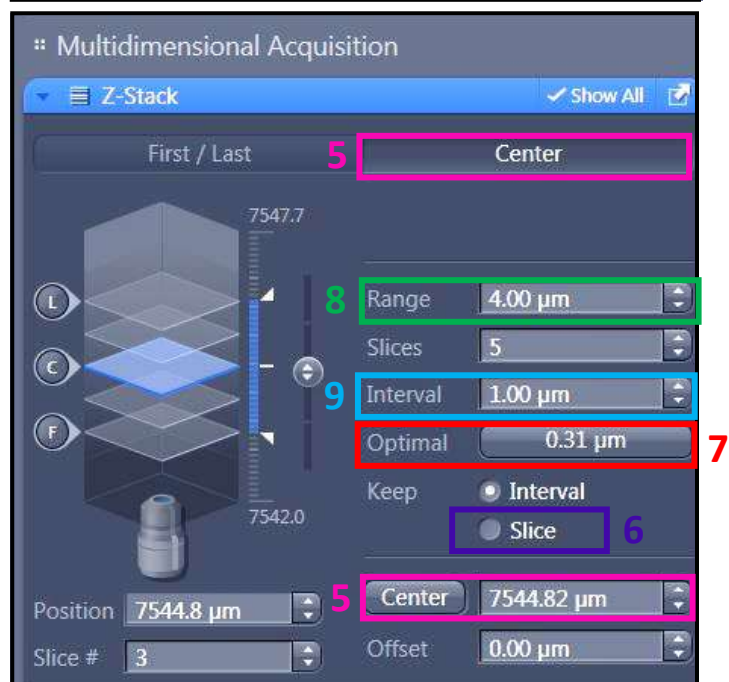 Multidimensional Acquisition
Z-Stack Show All
First / Last 5 Center
7547.7
L
8 Range 4.00 µm
Slices 5
C
9 Interval 1.00 µm
F
Optimal 0.31 µm 7
Keep Interval
7542.0
Slice 6
Position 7544.8 µm 5 Center 7544.82 µm
Slice # 3 Offset 0.00 µm